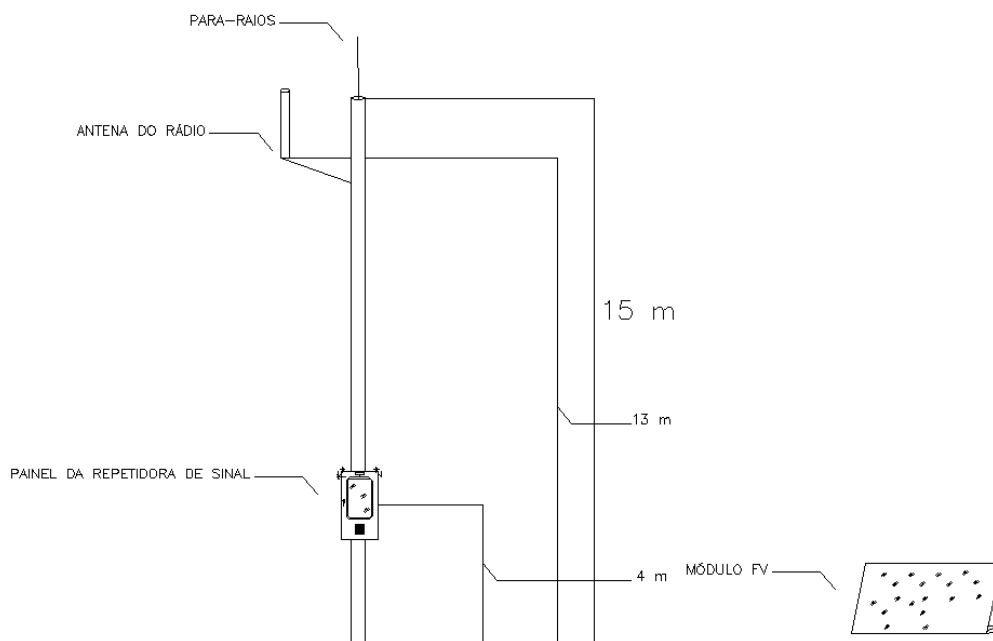 PARA-RAIOS
ANTENA DO RÁDIO
15 m
13 m
PAINEL DA REPETIDORA DE SINAL
4 m
MÓDULO FV